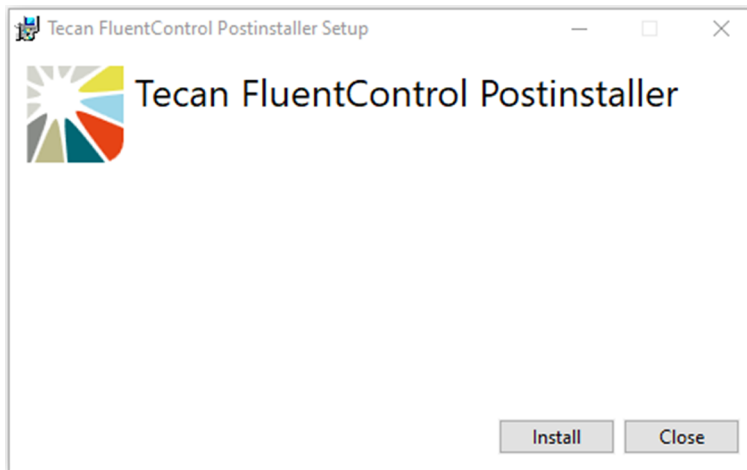 Tecan FluentControl Postinstaller Setup
Tecan FluentControl Postinstaller
Install
Close